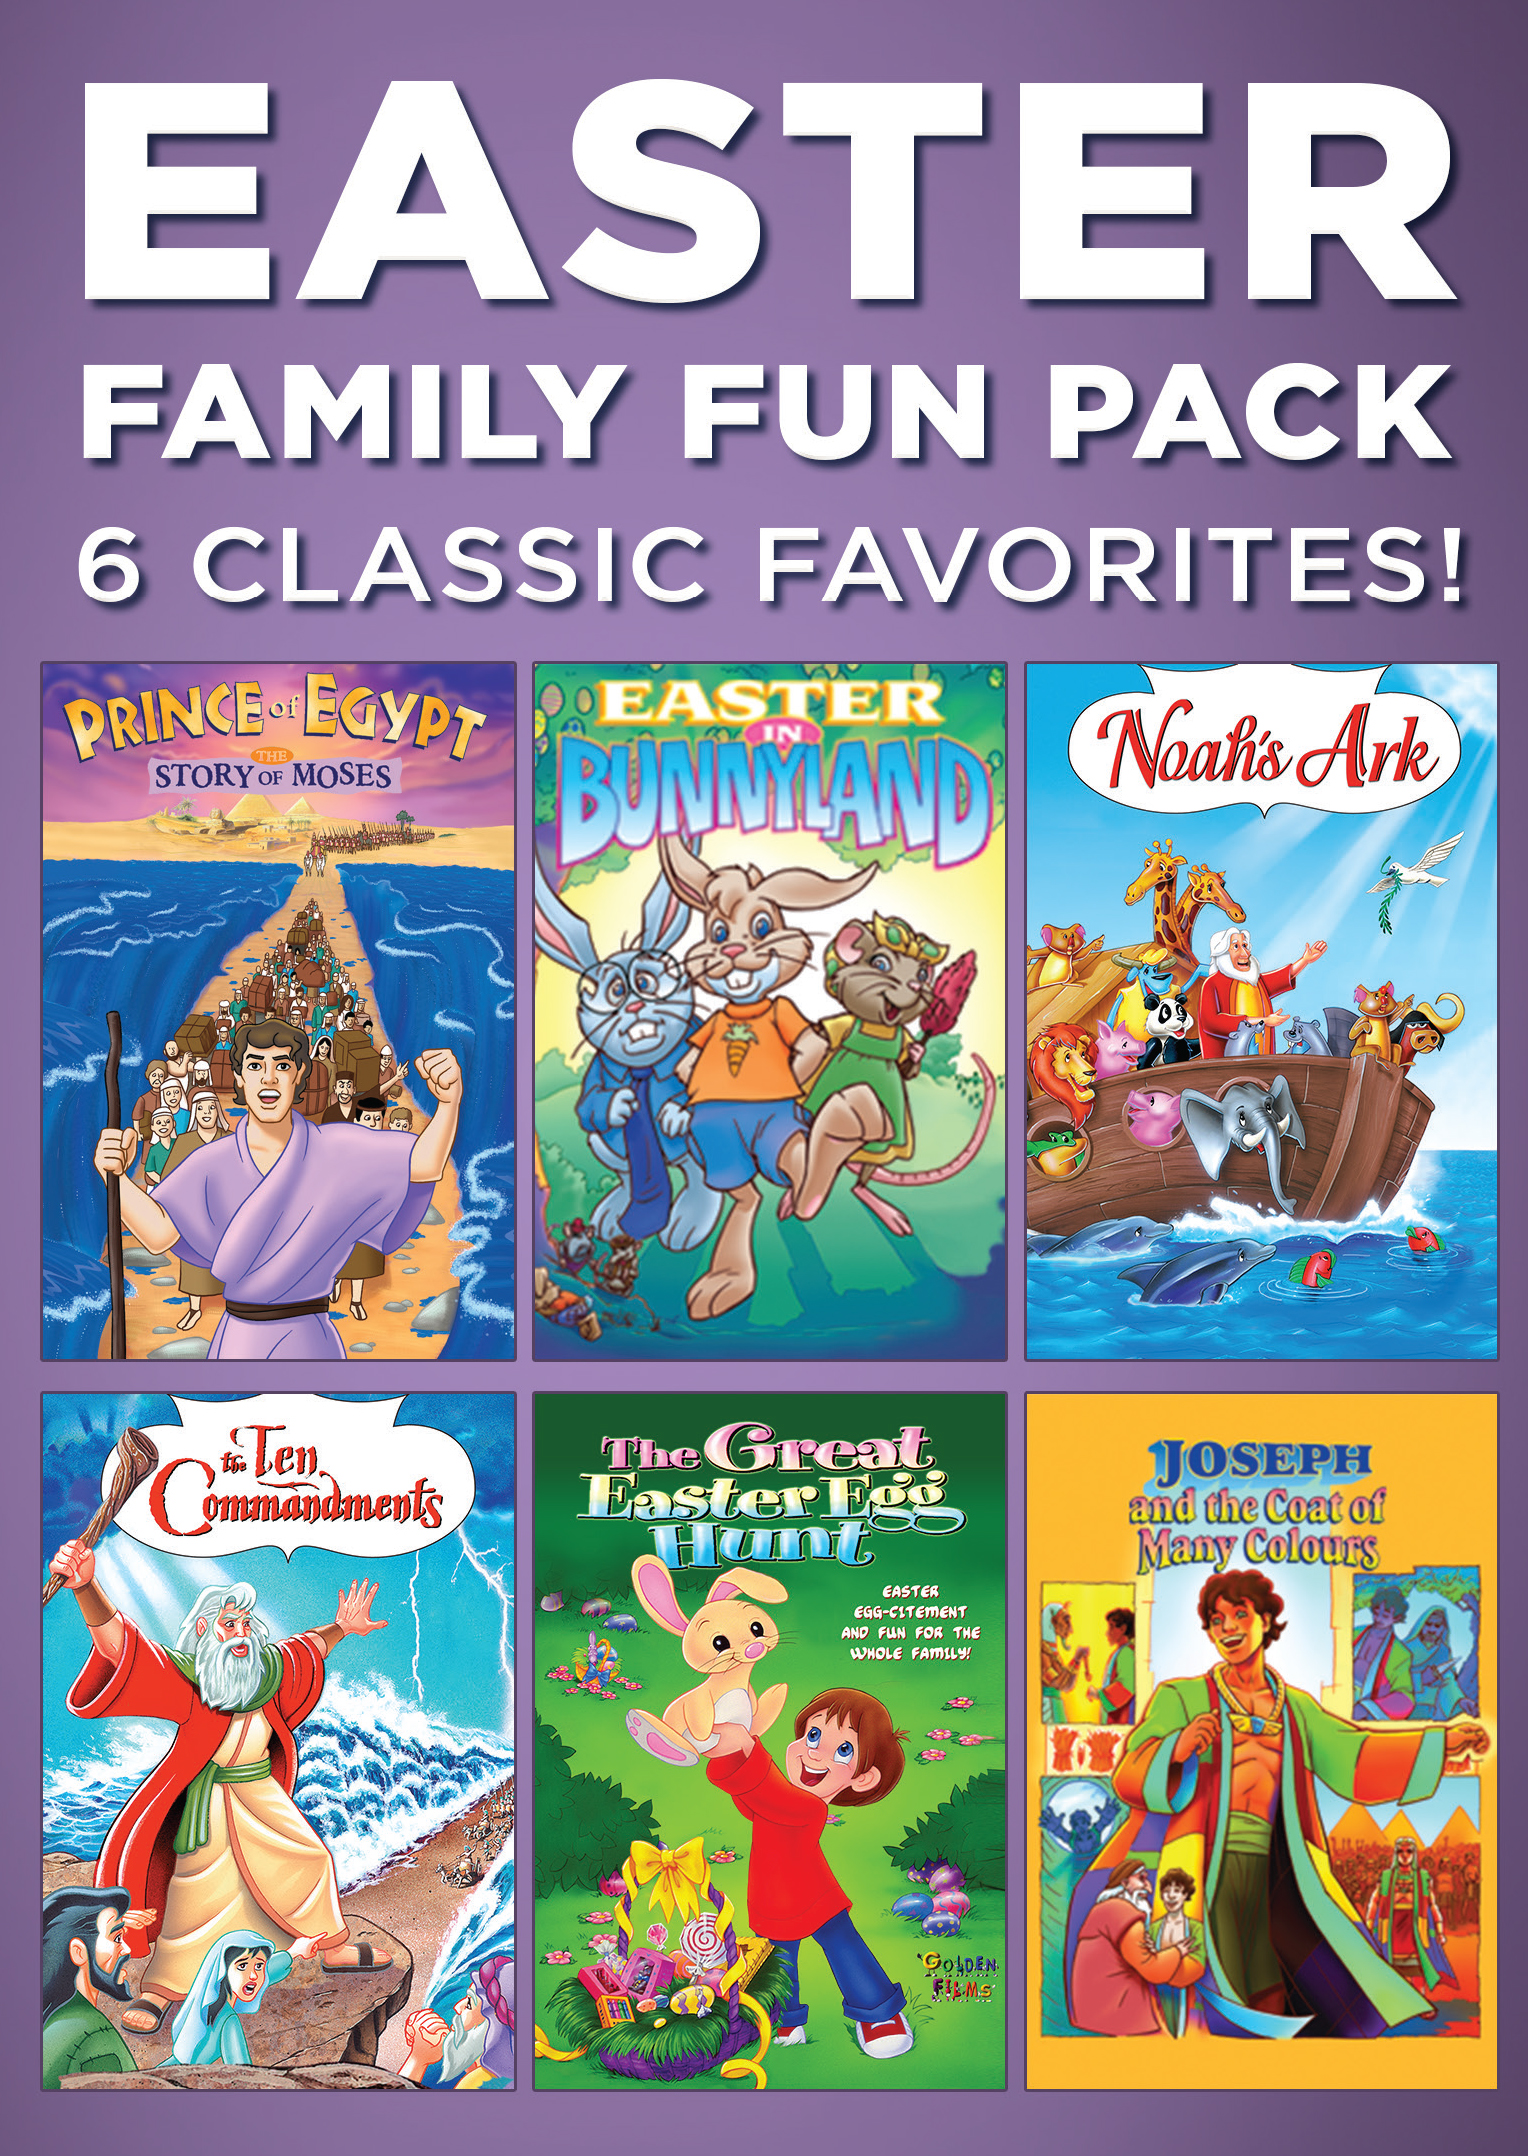 EASTER
FAMILY FUN PACK
6 CLASSIC FAVORITES!
PRINCE of EGYPT
THE
STORY OF MOSES
EASTER
IN
BUNNYLAND
Noah's Ark
the Ten
Commandments
The Great
Easter Egg
Hunt
EASTER
EGG-CITEMENT
AND FUN FOR THE
WHOLE FAMILY!
GOLDEN
FILMS
JOSEPH
and the Coat of
Many Colours